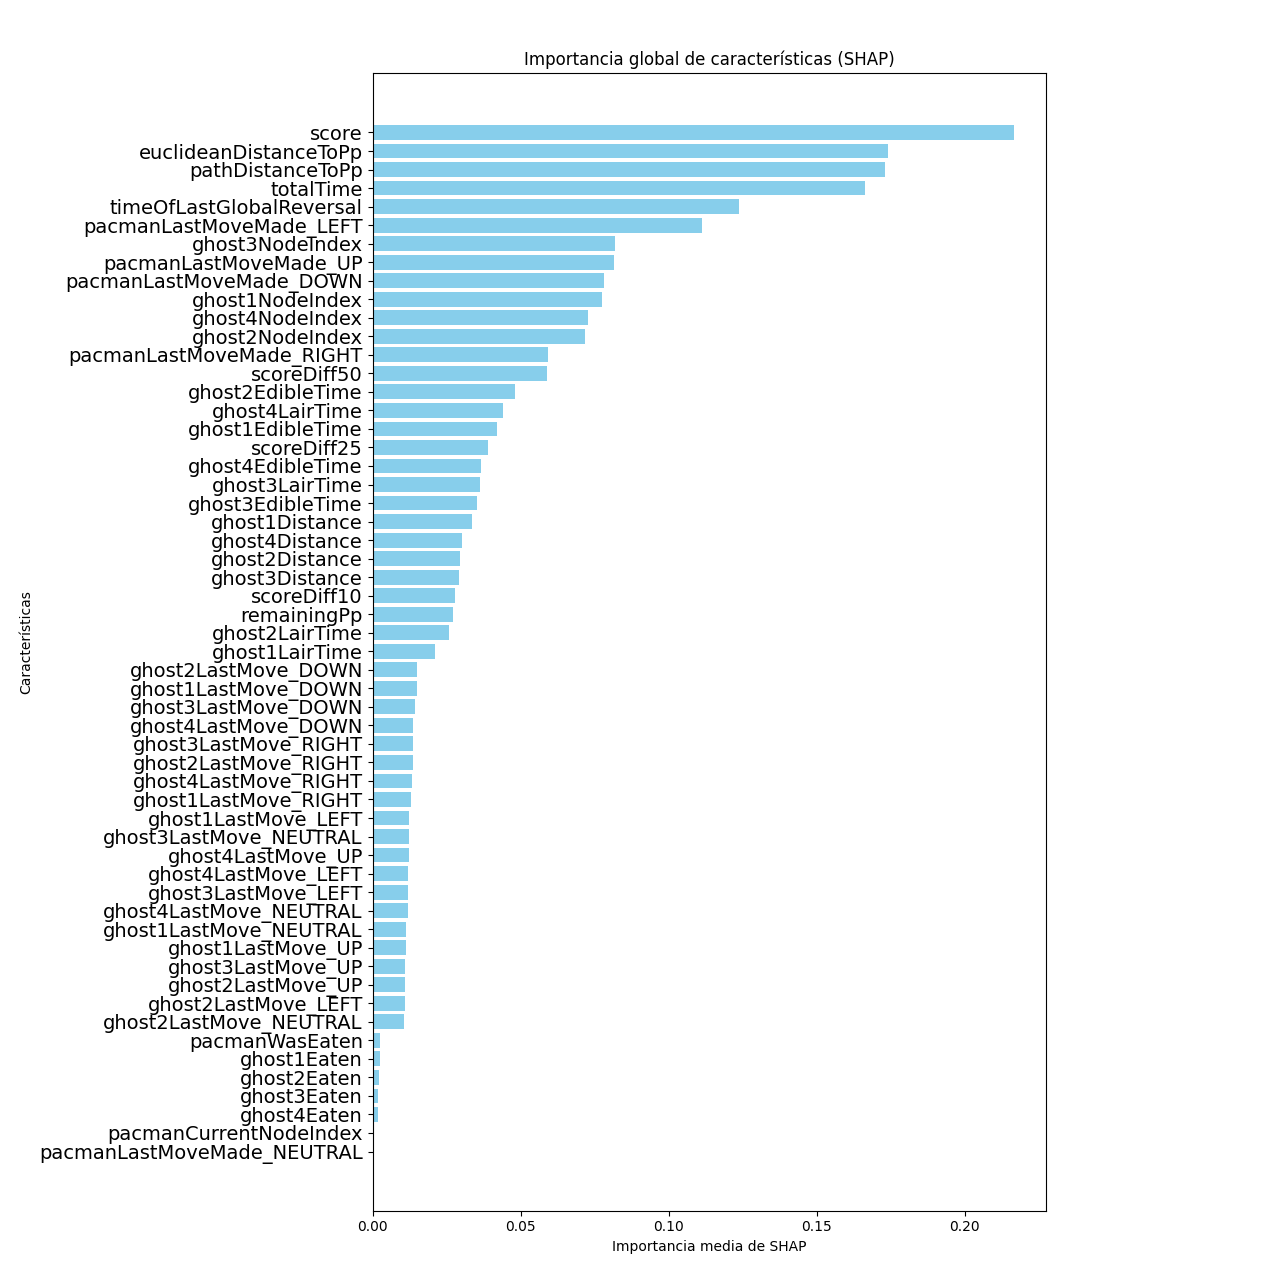 Importancia global de características (SHAP)
score
euclideanDistanceToPp
pathDistanceToPp
totalTime
timeOfLastGlobalReversal
pacmanLastMoveMade_LEFT
ghost3NodeIndex
pacmanLastMoveMade_UP
pacmanLastMoveMade_DOWN
ghost1NodeIndex
ghost4NodeIndex
ghost2NodeIndex
pacmanLastMoveMade_RIGHT
scoreDiff50
ghost2EdibleTime
ghost4LairTime
ghost1EdibleTime
scoreDiff25
ghost4EdibleTime
ghost3LairTime
ghost3EdibleTime
ghost1Distance
ghost4Distance
ghost2Distance
ghost3Distance
scoreDiff10
remainingPp
ghost2LairTime
ghost1LairTime
ghost2LastMove_DOWN
ghost1LastMove_DOWN
ghost3LastMove_DOWN
ghost4LastMove_DOWN
ghost3LastMove_RIGHT
ghost2LastMove_RIGHT
ghost4LastMove_RIGHT
ghost1LastMove_RIGHT
ghost1LastMove_LEFT
ghost3LastMove_NEUTRAL
ghost4LastMove_UP
ghost4LastMove_LEFT
ghost3LastMove_LEFT
ghost4LastMove_NEUTRAL
ghost1LastMove_NEUTRAL
ghost1LastMove_UP
ghost3LastMove_UP
ghost2LastMove_UP
ghost2LastMove_LEFT
ghost2LastMove_NEUTRAL
pacmanWasEaten
ghost1Eaten
ghost2Eaten
ghost3Eaten
ghost4Eaten
pacmanCurrentNodeIndex
pacmanLastMoveMade_NEUTRAL
Características
0.00 0.05 0.10 0.15 0.20
Importancia media de SHAP